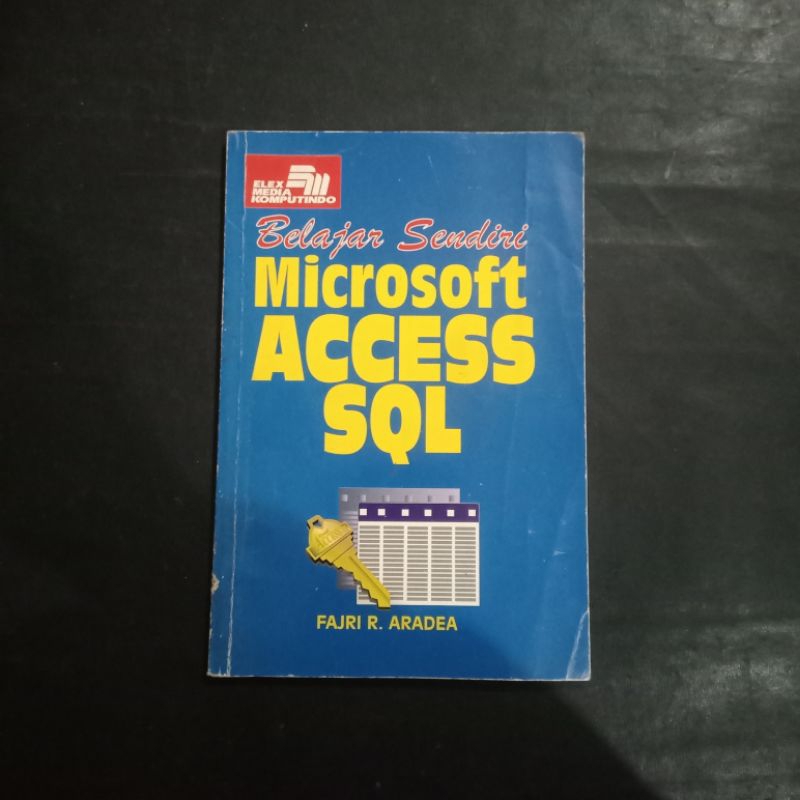 ELEX
MEDIA
KOMPUTINDO
Belajar Sendiri
Microsoft
ACCESS
SQL
FAJRI R. ARADEA